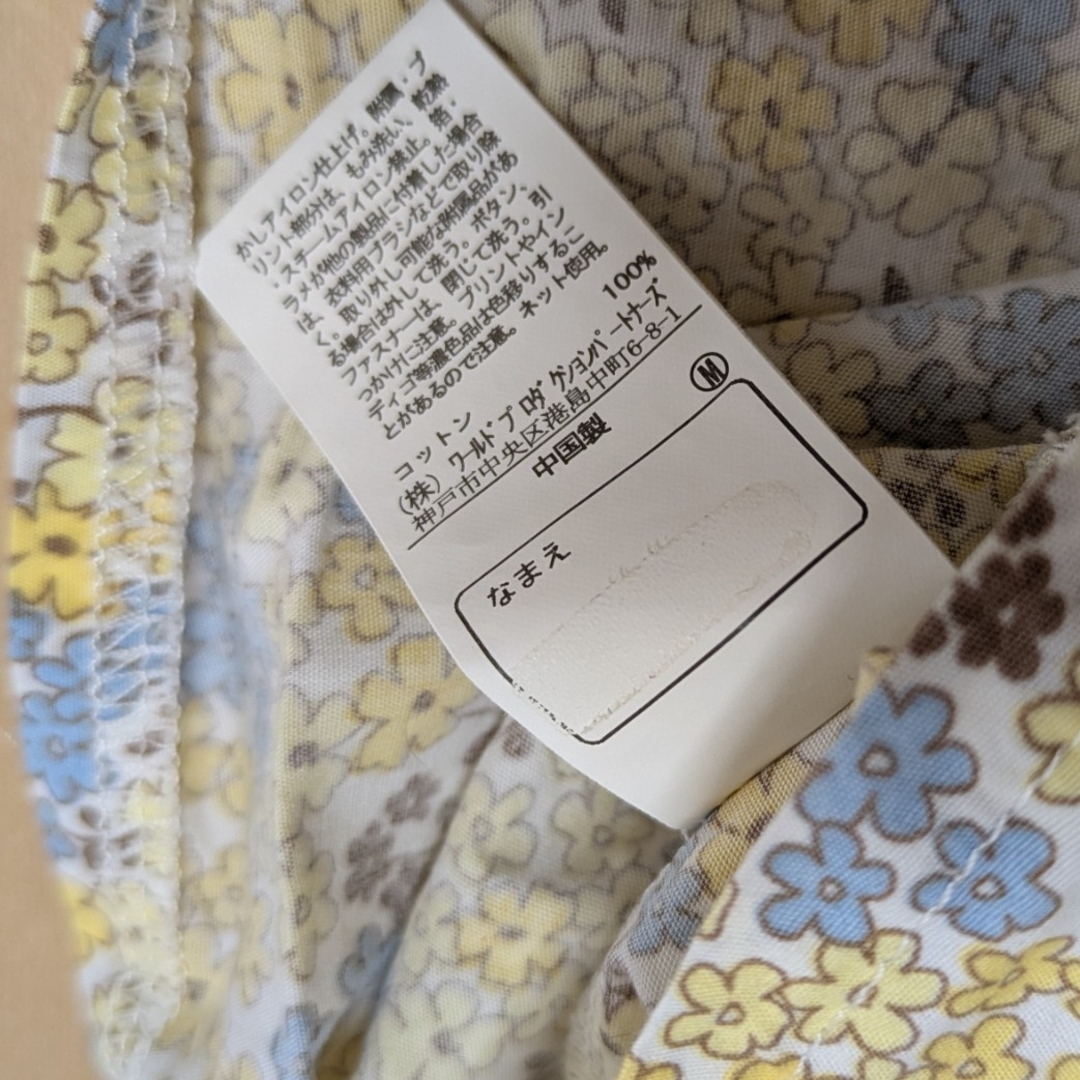 かしアイロン仕上げ。附属・プ
リント部分は、もみ洗い、乾熱
・スチームアイロン禁止。箔・
ラメが他の製品に付着した場合
は、衣料用ブラシなどで取り除
く。取り外し可能な附属品があ
る場合は外して洗う。ボタン、
ファスナーは、閉じて洗う。引
っかけに注意。プリントやイン
ディゴ等濃色品は色移りするこ
とがあるので注意。ネット使用。
コットン 100%
(株) ワールドプロダクションパートナーズ
神戸市中央区港島中町6-8-1
中国製 M
なまえ